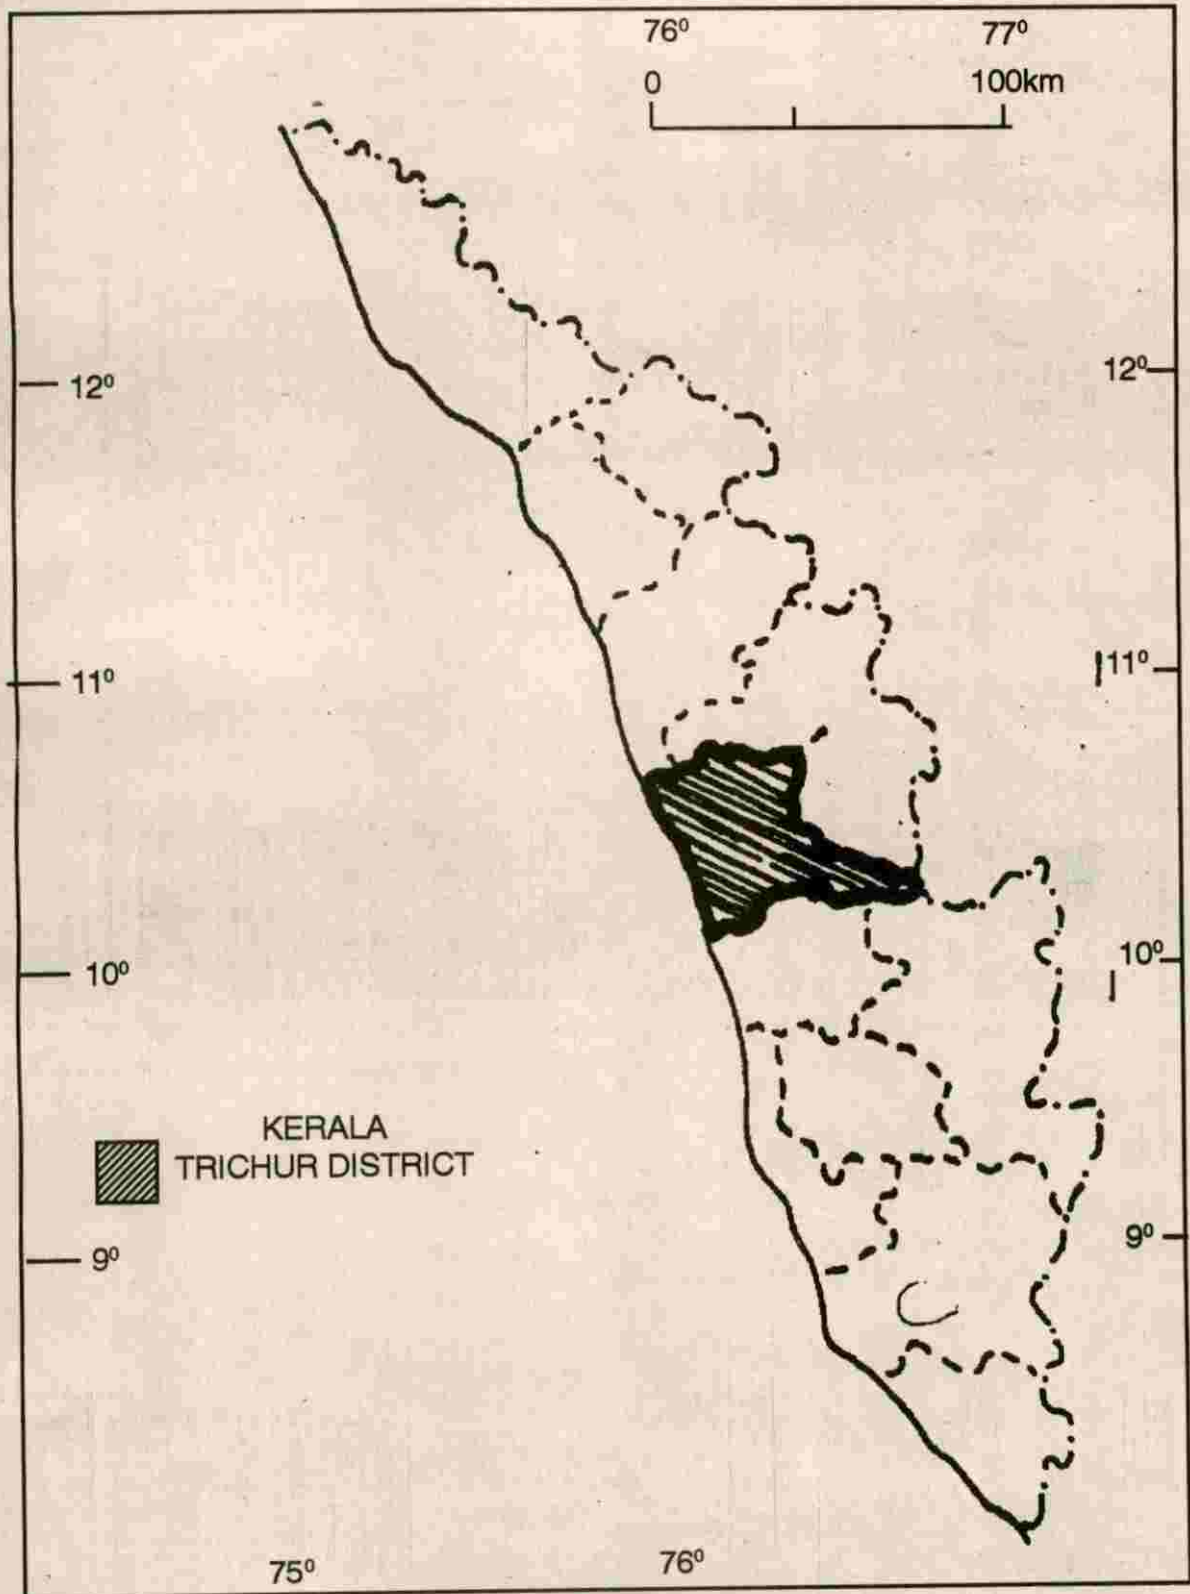 76⁰ 77⁰
0 100km
12⁰ 12⁰
11⁰ 11⁰
10⁰ 10⁰
KERALA
TRICHUR DISTRICT
9⁰ 9⁰
75⁰ 76⁰